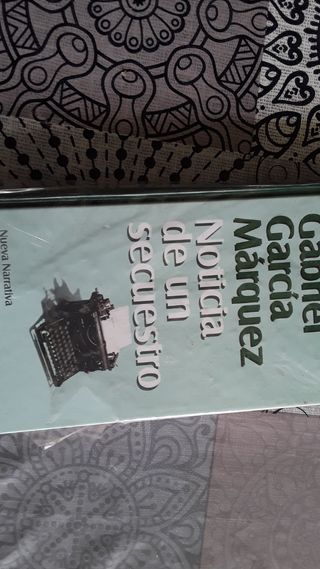 Gabriel
García
Márquez
Noticia
de un
secuestro
Nueva Narrativa